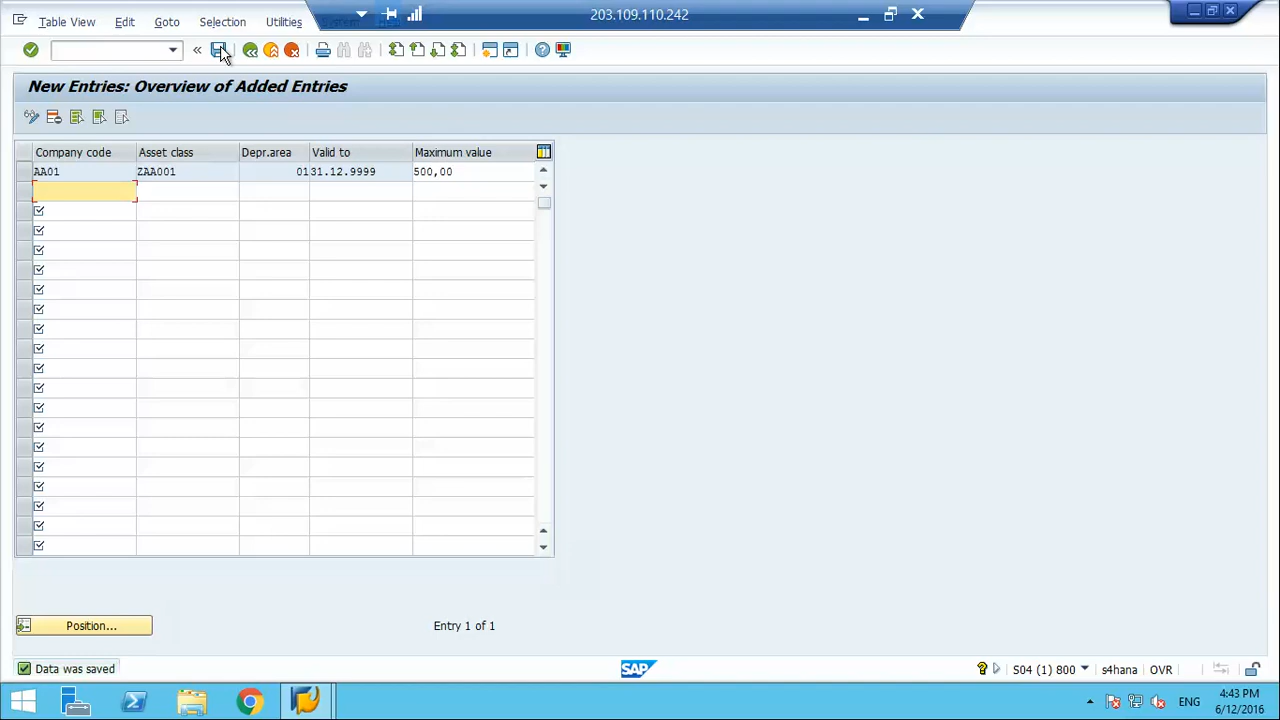 203.109.110.242
Table View Edit Goto Selection Utilities
New Entries: Overview of Added Entries
Company code Asset class Depr.area Valid to Maximum value
AA01 ZAA001 01 31.12.9999 500,00
Position... Entry 1 of 1
Data was saved SAP S04 (1) 800 s4hana OVR
ENG 4:43 PM
6/12/2016